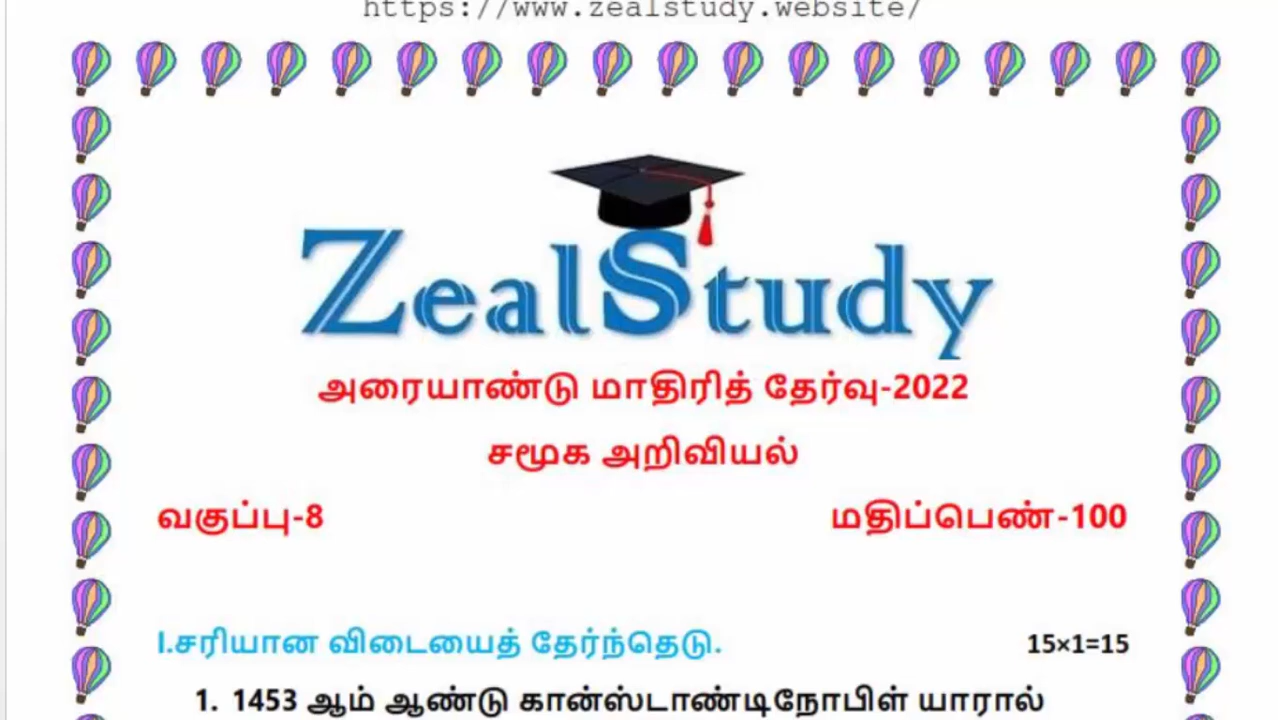 https://www.zealstudy.website/
ZealStudy
அரையாண்டு மாதிரித் தேர்வு-2022
சமூக அறிவியல்
வகுப்பு-8 மதிப்பெண்-100
I.சரியான விடையைத் தேர்ந்தெடு. 15×1=15
1. 1453 ஆம் ஆண்டு கான்ஸ்டாண்டிநோபிள் யாரால்